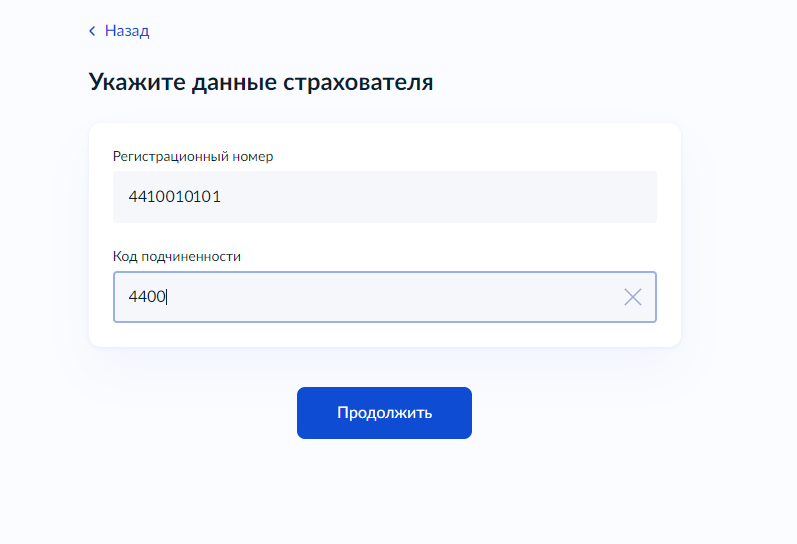 Назад
Укажите данные страхователя
Регистрационный номер
4410010101
Код подчиненности
4400
Продолжить